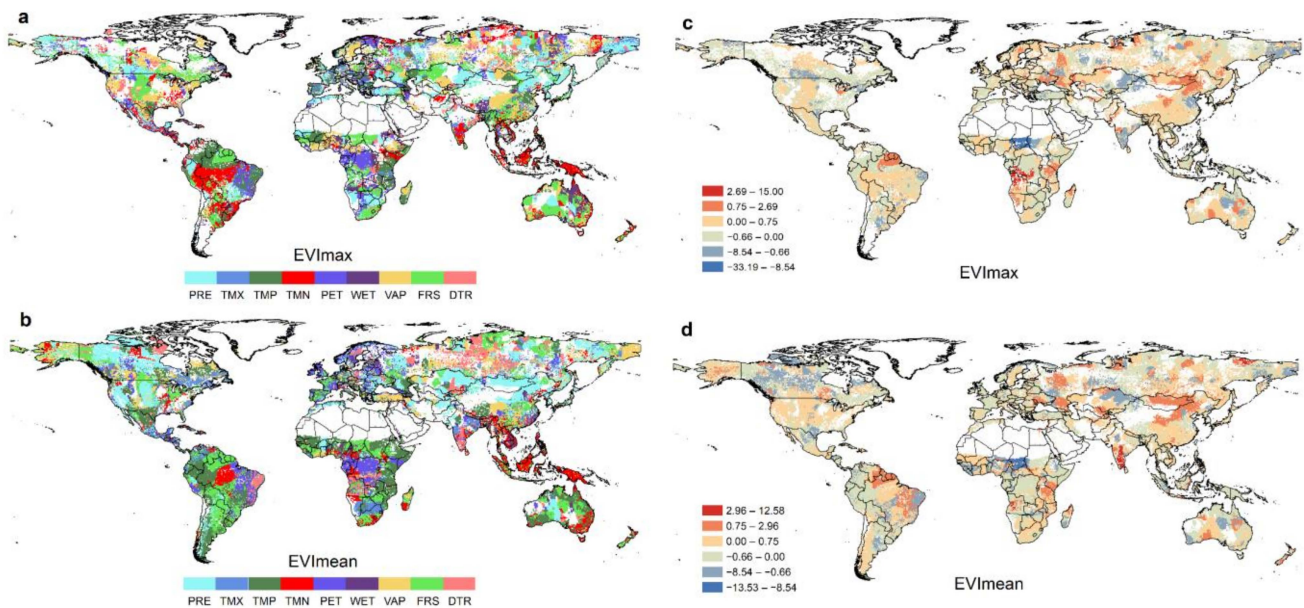 a
EVImax
PRE TMX TMP TMN PET WET VAP FRS DTR
b
EVImean
PRE TMX TMP TMN PET WET VAP FRS DTR
c
2.69 – 15.00
0.75 – 2.69
0.00 – 0.75
−0.66 – 0.00
−8.54 – −0.66
−33.19 – −8.54
EVImax
d
2.96 – 12.58
0.75 – 2.96
0.00 – 0.75
−0.66 – 0.00
−8.54 – −0.66
−13.53 – −8.54
EVImean